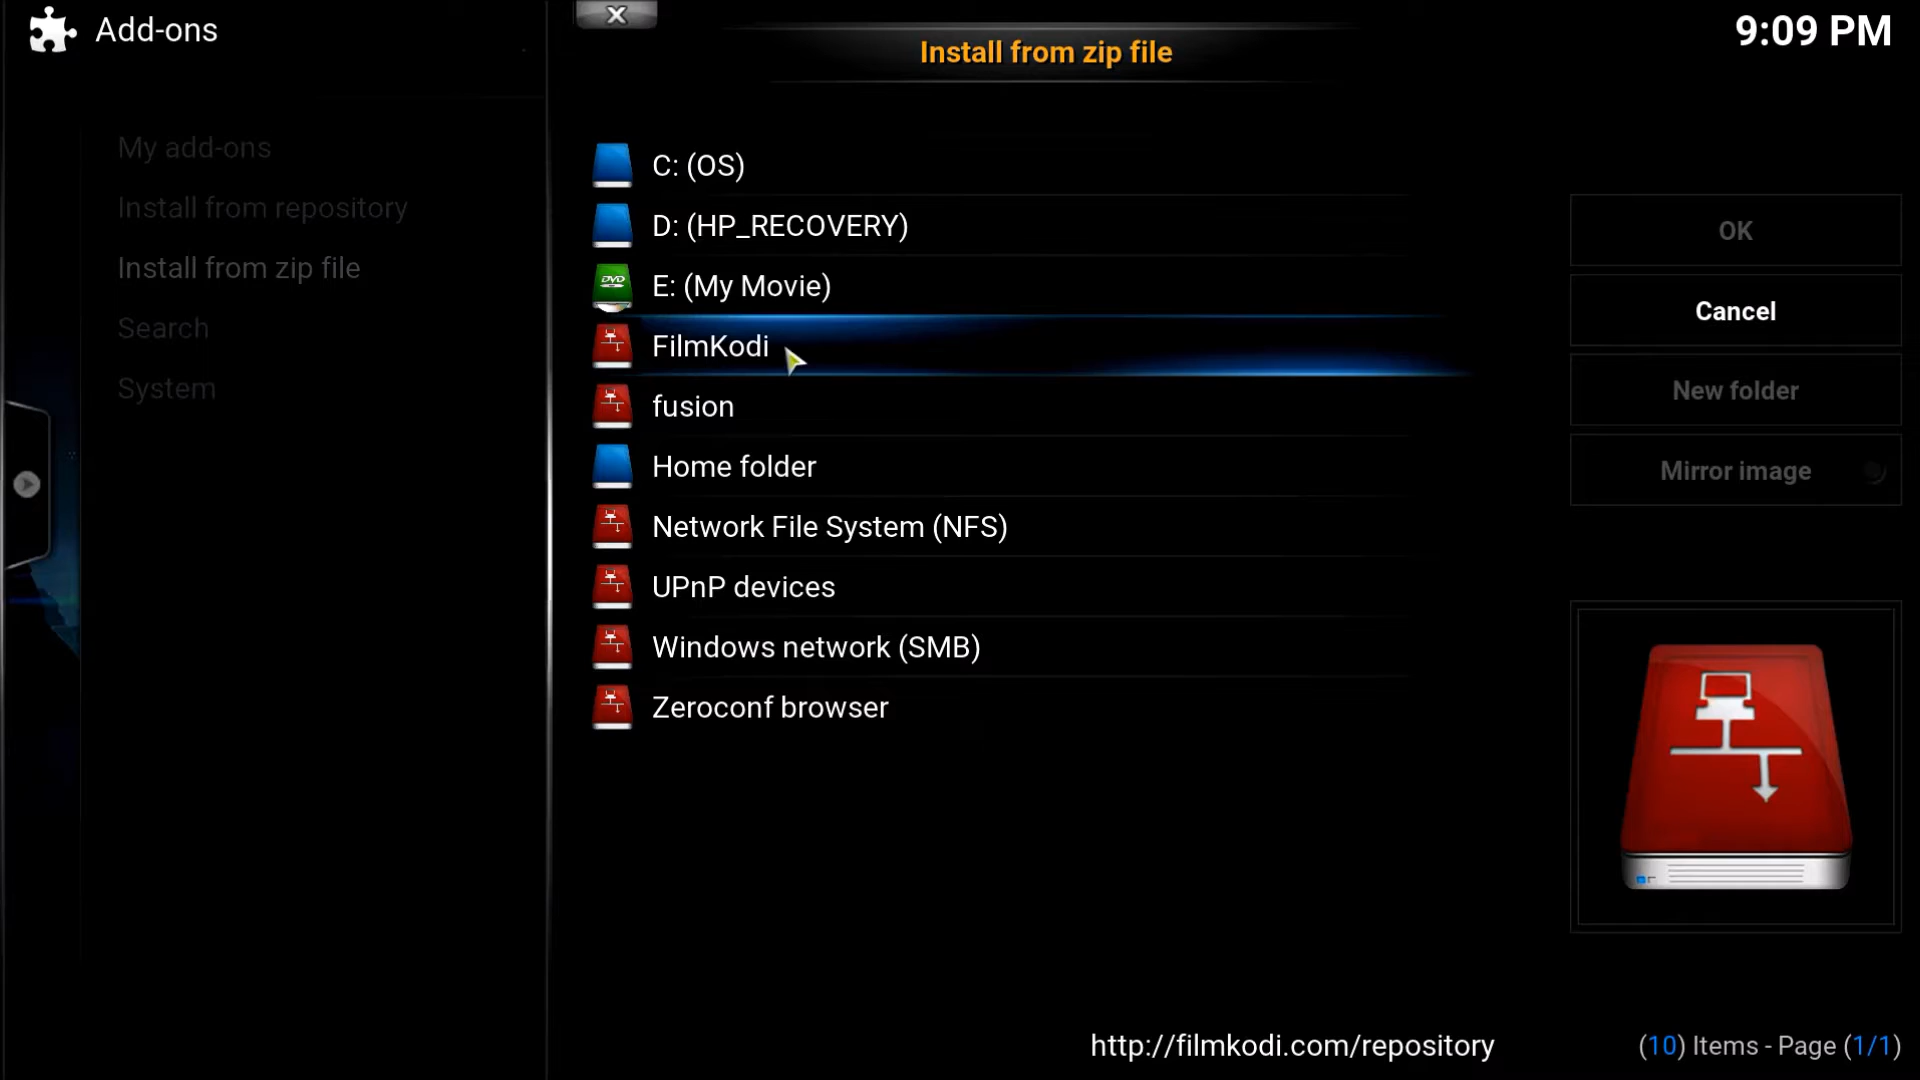 Add-ons
X
Install from zip file
9:09 PM
My add-ons
Install from repository
Install from zip file
Search
System
C: (OS)
D: (HP_RECOVERY)
DVD
E: (My Movie)
FilmKodi
fusion
Home folder
Network File System (NFS)
UPnP devices
Windows network (SMB)
Zeroconf browser
OK
Cancel
New folder
Mirror image
http://filmkodi.com/repository
(10) Items - Page (1/1)